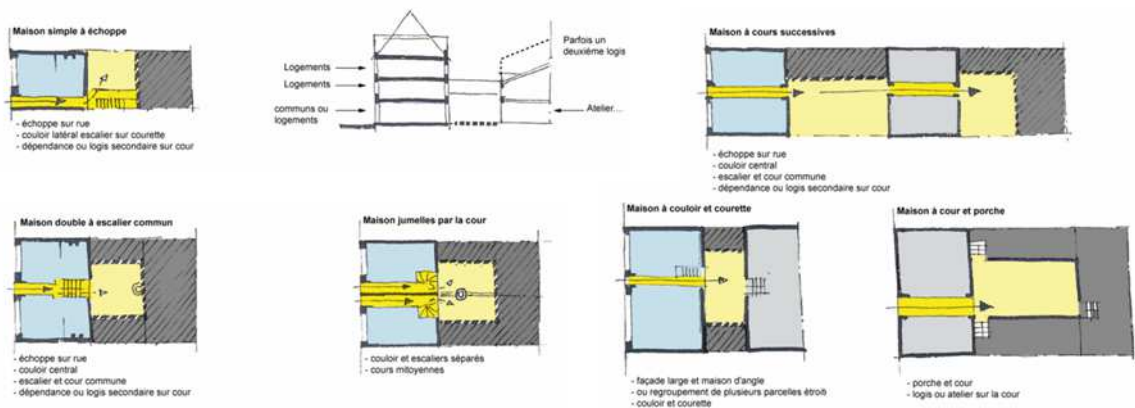 Maison simple à échoppe
- échoppe sur rue
- couloir latéral escalier sur courette
- dépendance ou logis secondaire sur cour
Logements
Logements
communs ou
logements
Parfois un
deuxième logis
Atelier...
Maison à cours successives
- échoppe sur rue
- couloir central
- escalier et cour commune
- dépendance ou logis secondaire sur cour
Maison double à escalier commun
- échoppe sur rue
- couloir central
- escalier et cour commune
- dépendance ou logis secondaire sur cour
Maison jumelles par la cour
- couloir et escaliers séparés
- cours mitoyennes
Maison à couloir et courette
- façade large et maison d'angle
- ou regroupement de plusieurs parcelles étroit
- couloir et courette
Maison à cour et porche
- porche et cour
- logis ou atelier sur la cour